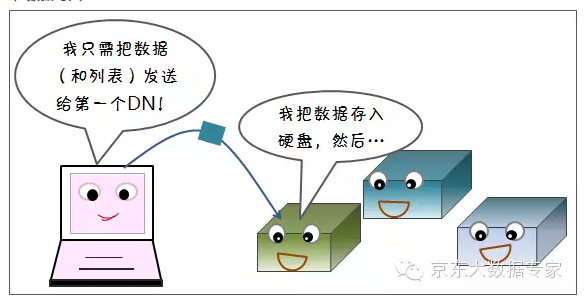 我只需把数据
（和列表）发送
给第一个DN！
我把数据存入
硬盘，然后…
京东大数据专家